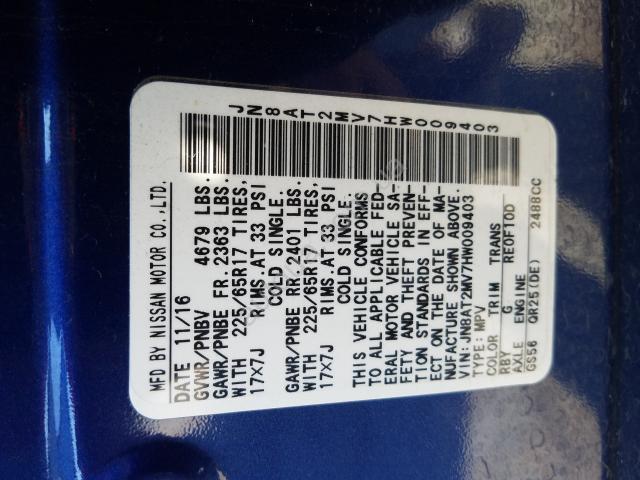 JN8AT2MV7HW009403
MFD BY NISSAN MOTOR CO.,LTD.
DATE 11/16
GVWR/PNBV 4679 LBS.
GAWR/PNBE FR. 2363 LBS.
WITH 225/65R17 TIRES,
17X7J RIMS.AT 33 PSI
COLD SINGLE.
GAWR/PNBE RR. 2401 LBS.
WITH 225/65R17 TIRES,
17X7J RIMS.AT 33 PSI
COLD SINGLE.
THIS VEHICLE CONFORMS
TO ALL APPLICABLE FED-
ERAL MOTOR VEHICLE SA-
FETY AND THEFT PREVEN-
TION STANDARDS IN EFF-
ECT ON THE DATE OF MA-
NUFACTURE SHOWN ABOVE.
VIN:JN8AT2MV7HW009403
TYPE: MPV
COLOR TRIM TRANS
RBY G RE0F10D
AXLE ENGINE
GS56 QR25(DE) 2488CC